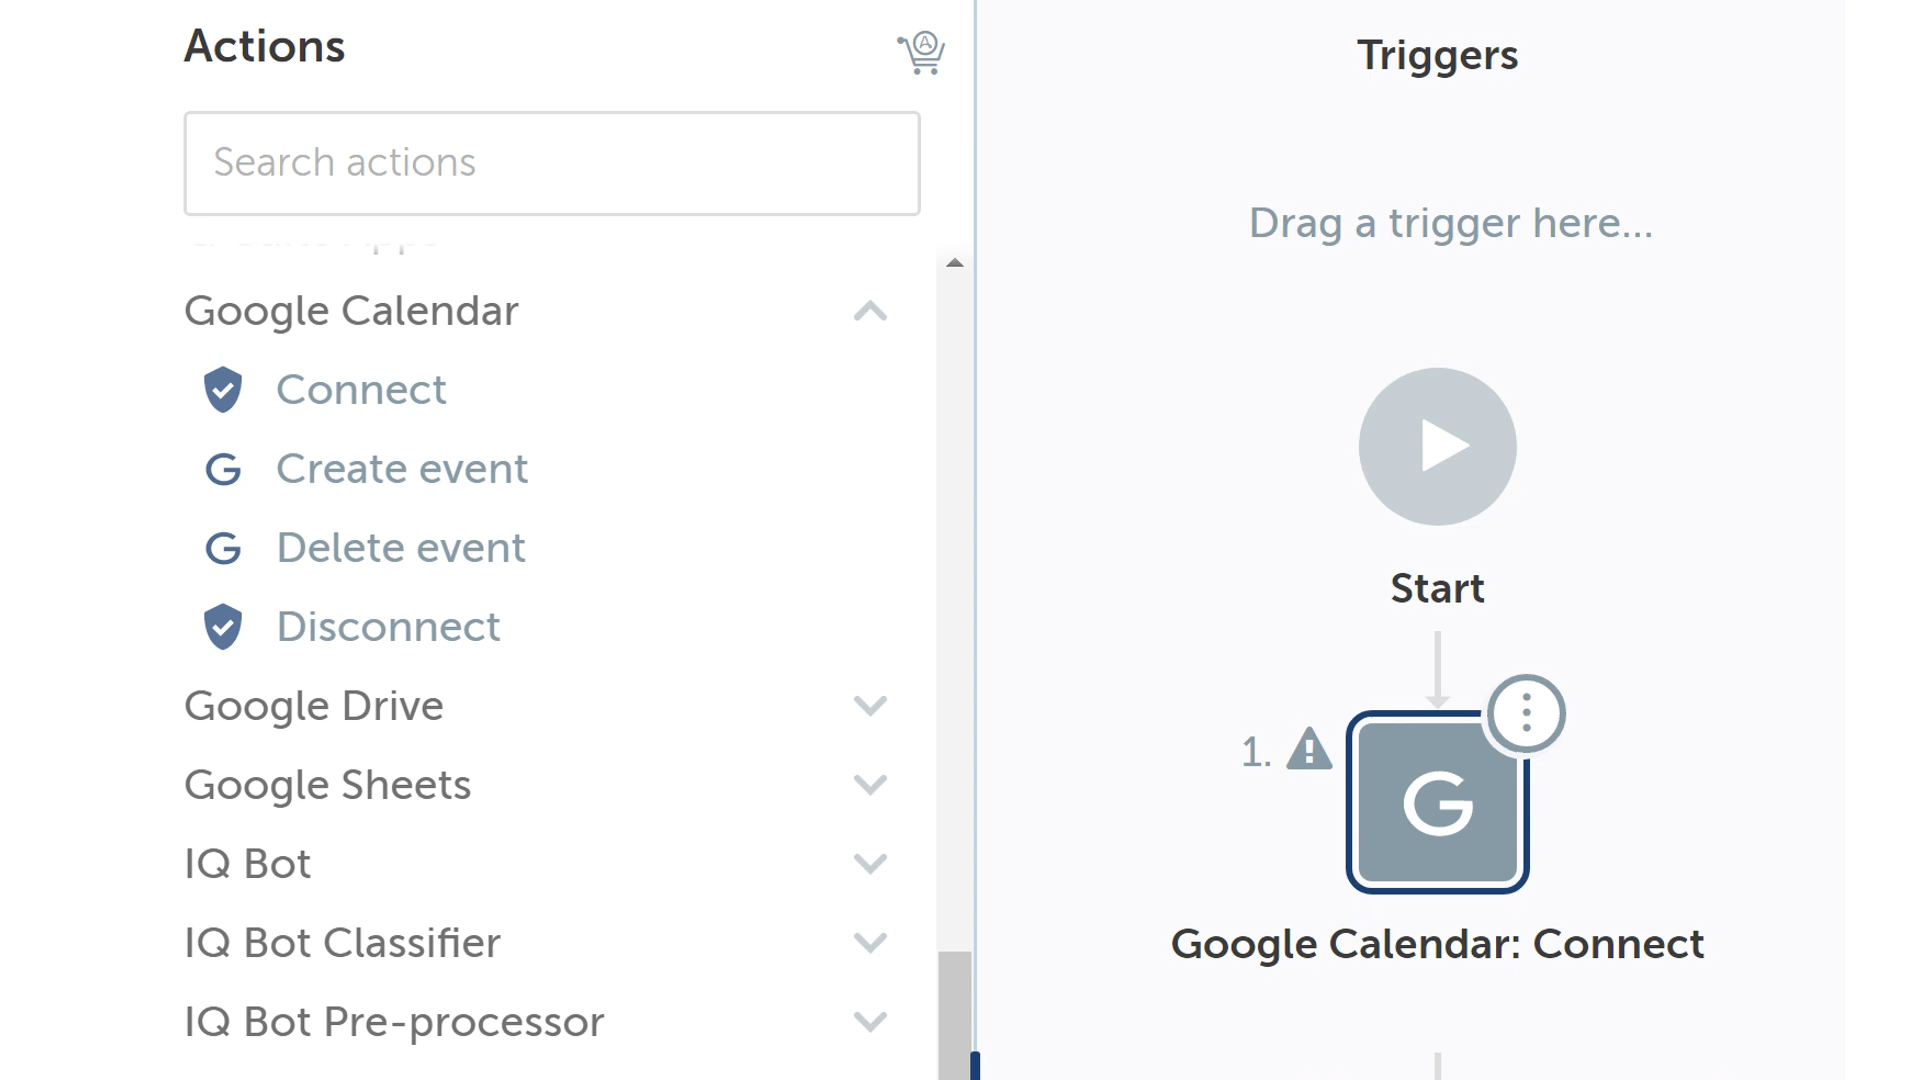 Actions
Search actions
Google Calendar
Connect
Create event
Delete event
Disconnect
Google Drive
Google Sheets
IQ Bot
IQ Bot Classifier
IQ Bot Pre-processor
Triggers
Drag a trigger here...
Start
1.
Google Calendar: Connect